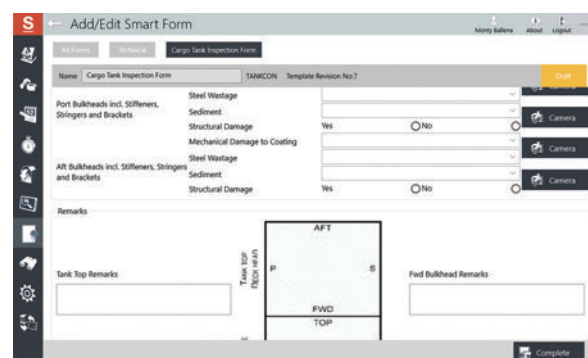 S
Add/Edit Smart Form
Monty Ballena
About
Logout
All Forms
Technical
Cargo Tank Inspection Form
Name
Cargo Tank Inspection Form
TANKCON
Template Revision No:7
Draft
Port Bulkheads incl. Stiffeners,
Stringers and Brackets
Steel Wastage
Sediment
Structural Damage
Yes
No
Camera
Mechanical Damage to Coating
Camera
Aft Bulkheads incl. Stiffeners, Stringers
and Brackets
Steel Wastage
Sediment
Structural Damage
Yes
No
Camera
Remarks
AFT
TANK TOP
DECK HEAD
P
S
Tank Top Remarks
Fwd Bulkhead Remarks
FWD
TOP
Complete